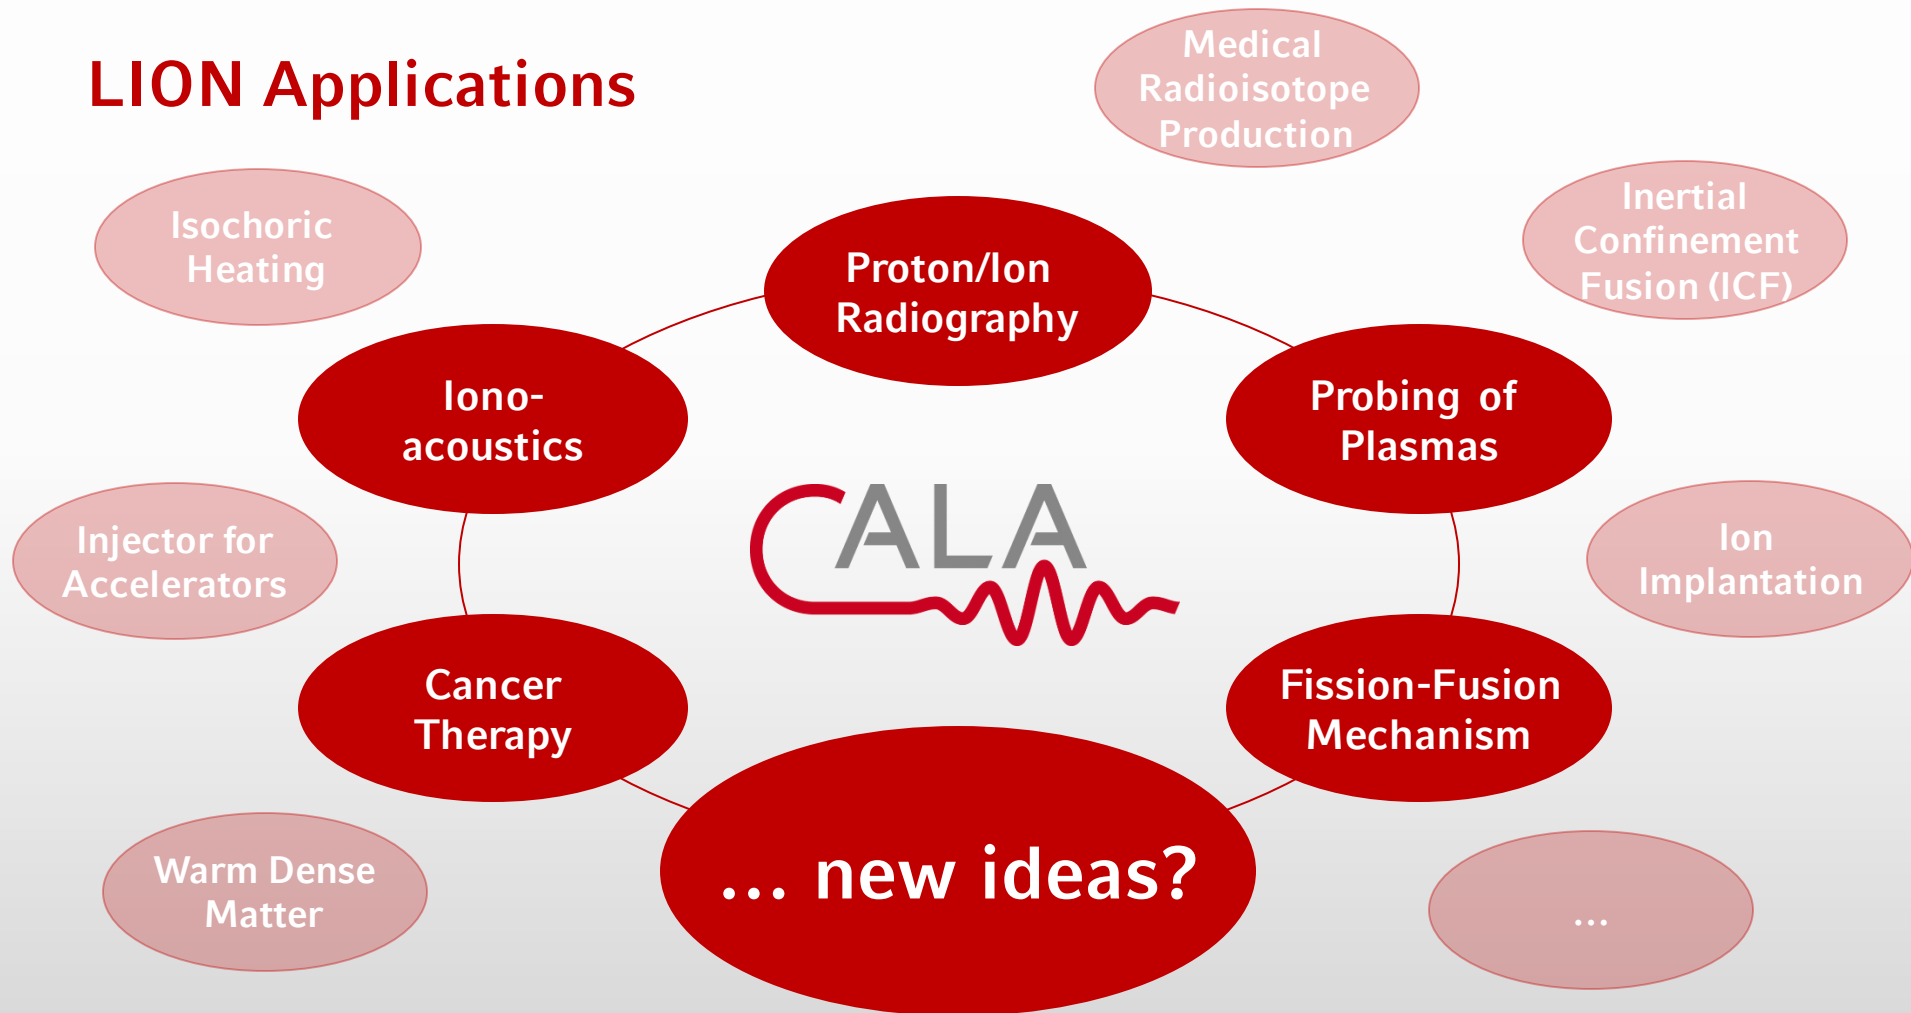 LION Applications
Medical
Radioisotope
Production
Isochoric
Heating
Inertial
Confinement
Fusion (ICF)
Proton/Ion
Radiography
Iono-
acoustics
Probing of
Plasmas
CALA
Injector for
Accelerators
Ion
Implantation
Cancer
Therapy
Fission-Fusion
Mechanism
... new ideas?
Warm Dense
Matter
...